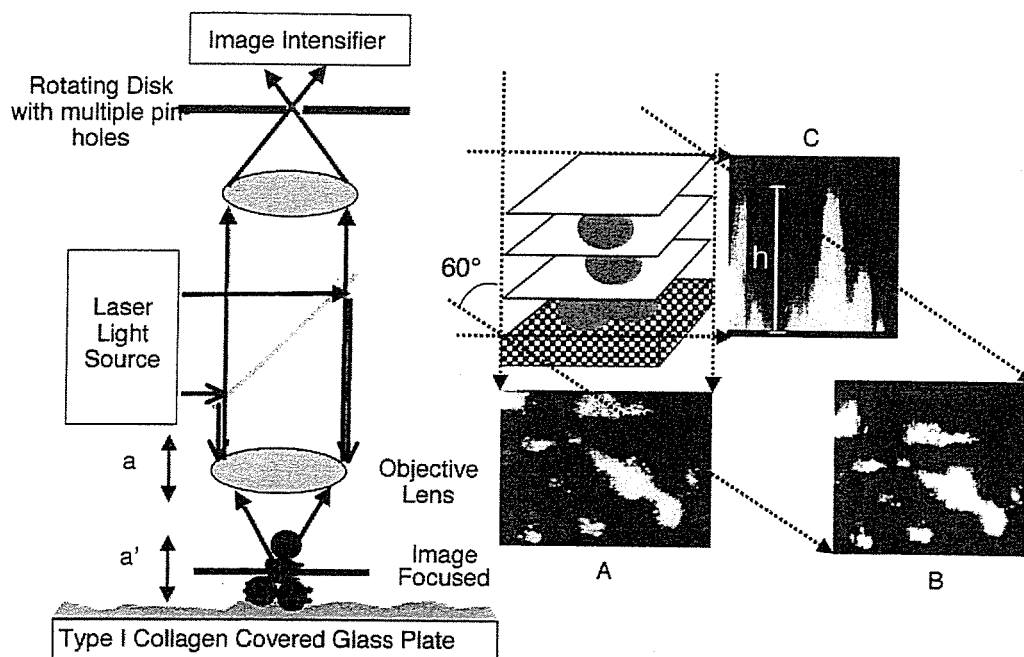 Image Intensifier
Rotating Disk
with multiple pin-
holes
C
60°
h
Laser
Light
Source
a
Objective
Lens
a'
Image
Focused
A
B
Type I Collagen Covered Glass Plate